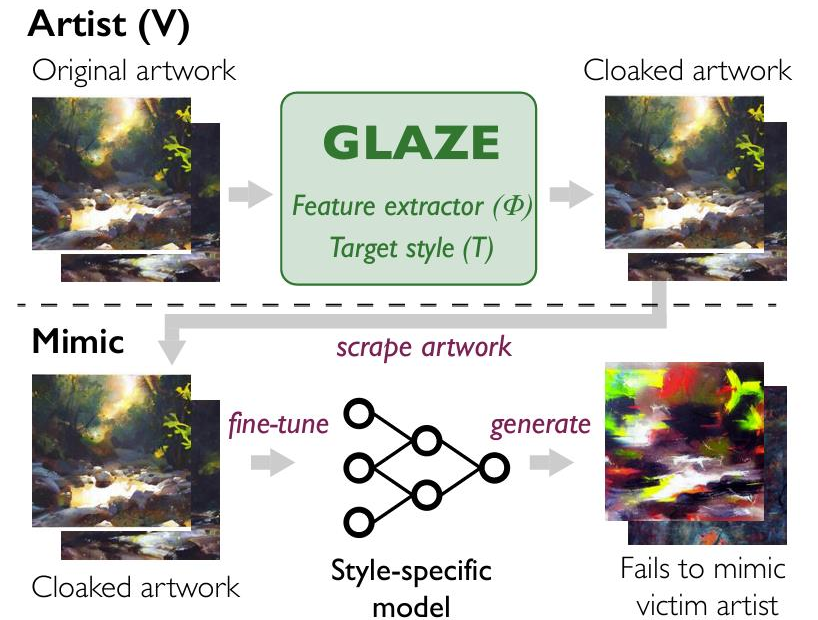 Artist (V)
Original artwork
Cloaked artwork
GLAZE
Feature extractor (Φ)
Target style (T)
Mimic
scrape artwork
fine-tune
generate
Cloaked artwork
Style-specific
model
Fails to mimic
victim artist